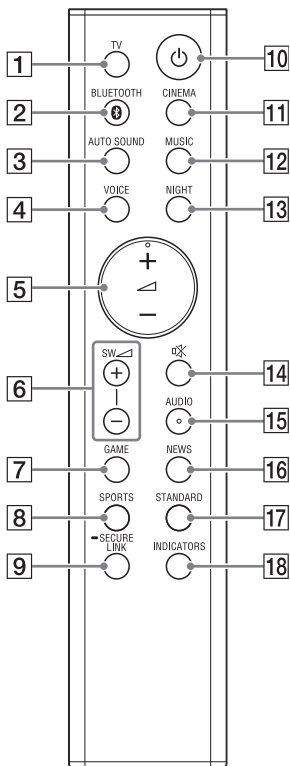 TV
1
10
BLUETOOTH
CINEMA
2
11
AUTO SOUND
MUSIC
3
12
VOICE
NIGHT
4
13
+
5
−
SW
+
14
6
AUDIO
−
15
GAME
NEWS
7
16
SPORTS
STANDARD
8
17
SECURE
LINK
INDICATORS
9
18